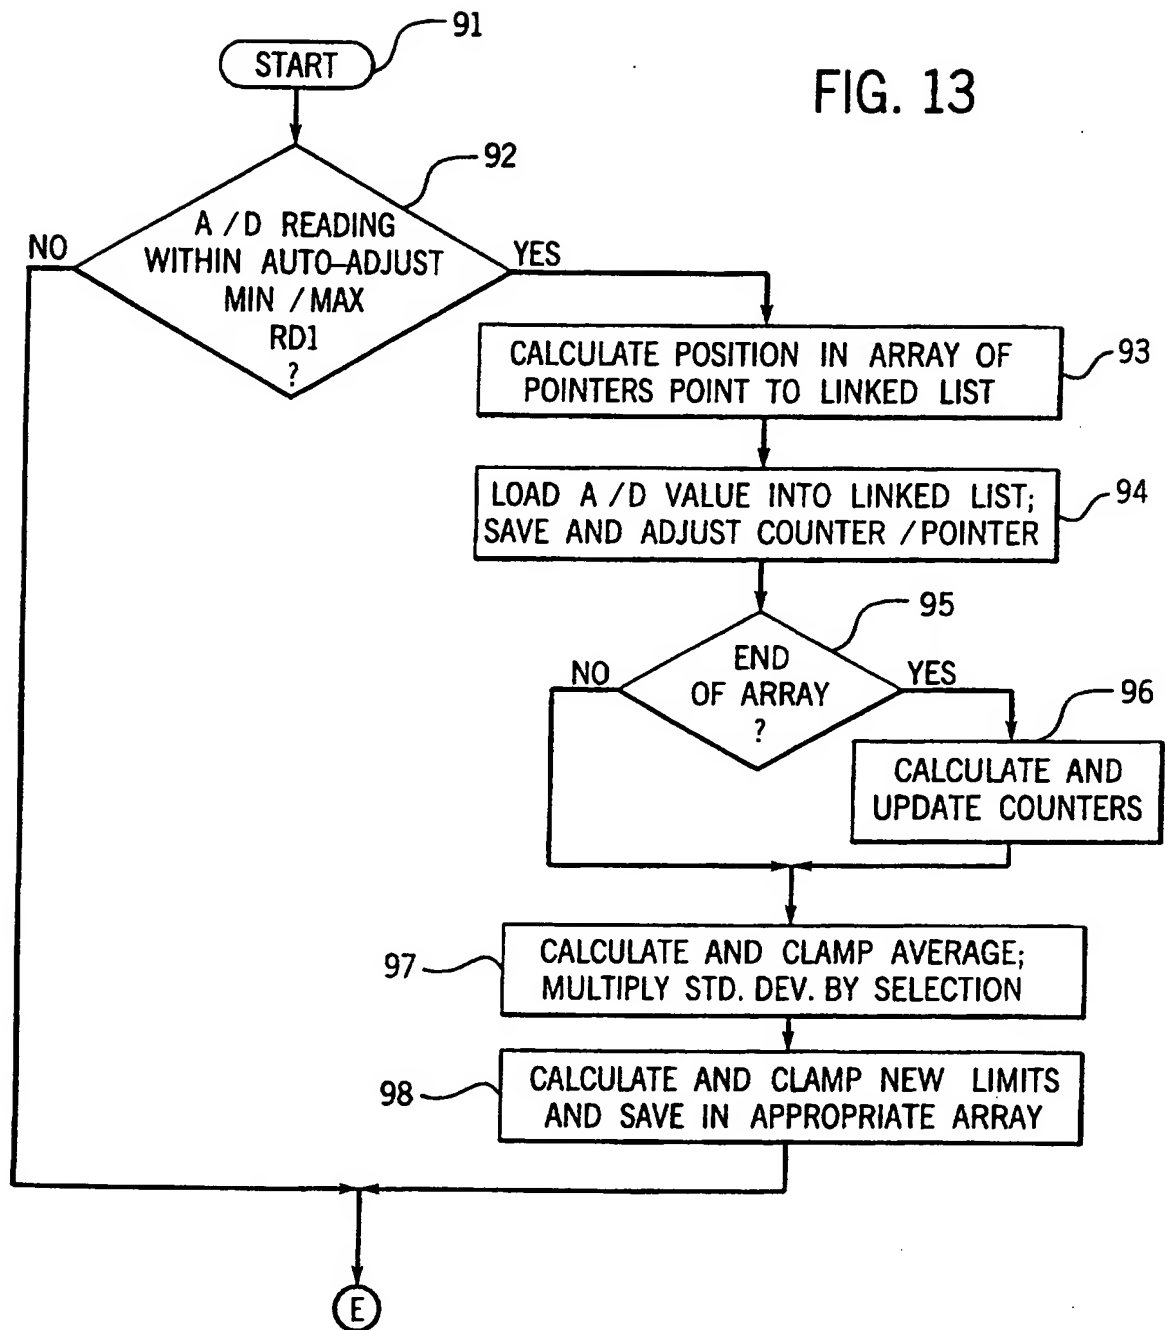 91
START
FIG. 13
92
A / D READING
WITHIN AUTO-ADJUST
MIN / MAX
RD1
?
NO
YES
CALCULATE POSITION IN ARRAY OF
POINTERS POINT TO LINKED LIST
93
LOAD A / D VALUE INTO LINKED LIST;
SAVE AND ADJUST COUNTER / POINTER
94
95
END
OF ARRAY
?
NO
YES
96
CALCULATE AND
UPDATE COUNTERS
97
CALCULATE AND CLAMP AVERAGE;
MULTIPLY STD. DEV. BY SELECTION
98
CALCULATE AND CLAMP NEW LIMITS
AND SAVE IN APPROPRIATE ARRAY
E